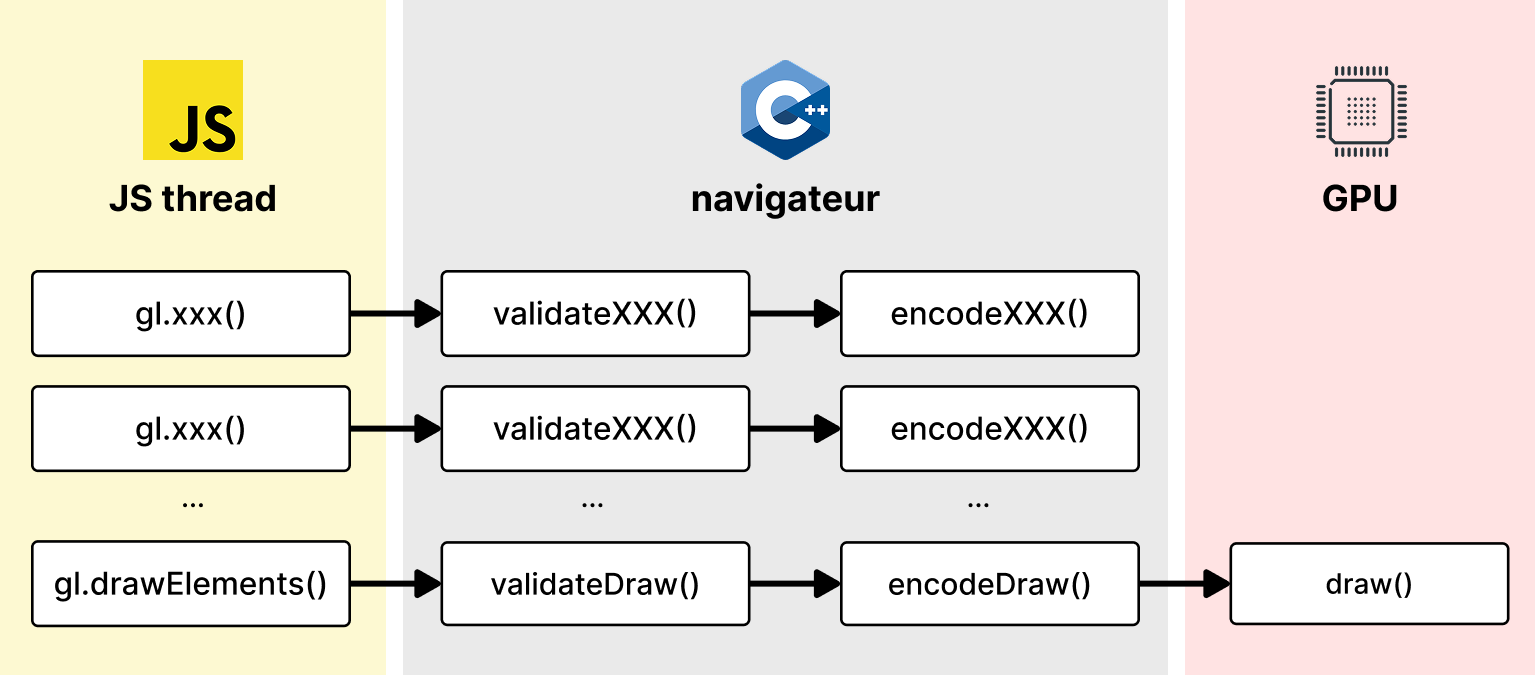 JS
C++
JS thread
navigateur
GPU
gl.xxx()
validateXXX()
encodeXXX()
gl.xxx()
validateXXX()
encodeXXX()
...
...
...
gl.drawElements()
validateDraw()
encodeDraw()
draw()